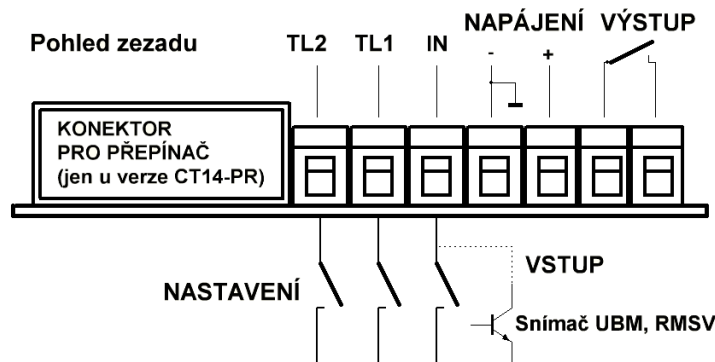 Pohled zezadu
TL2 TL1 IN
NAPÁJENÍ VÝSTUP
- +
KONEKTOR
PRO PŘEPÍNAČ
(jen u verze CT14-PR)
NASTAVENÍ
VSTUP
Snímač UBM, RMSV